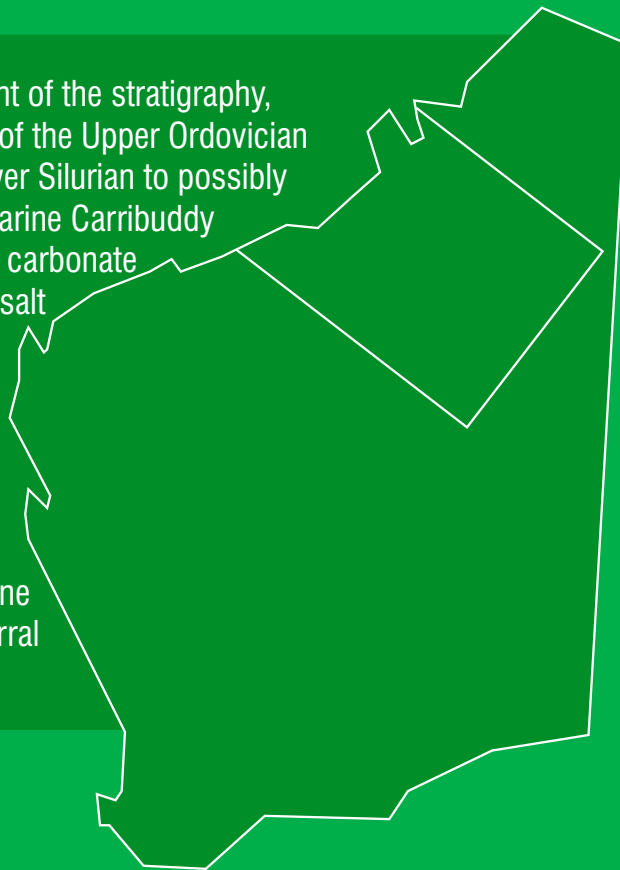 nt of the stratigraphy,
of the Upper Ordovician
ver Silurian to possibly
arine Carribuddy
carbonate
salt
ne
rral